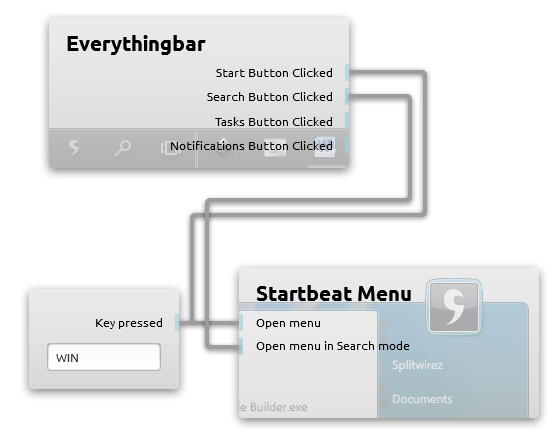 Everythingbar
Start Button Clicked
Search Button Clicked
Tasks Button Clicked
Notifications Button Clicked
Key pressed
WIN
Startbeat Menu
Open menu
Open menu in Search mode
Splitwirez
Documents
e Builder.exe